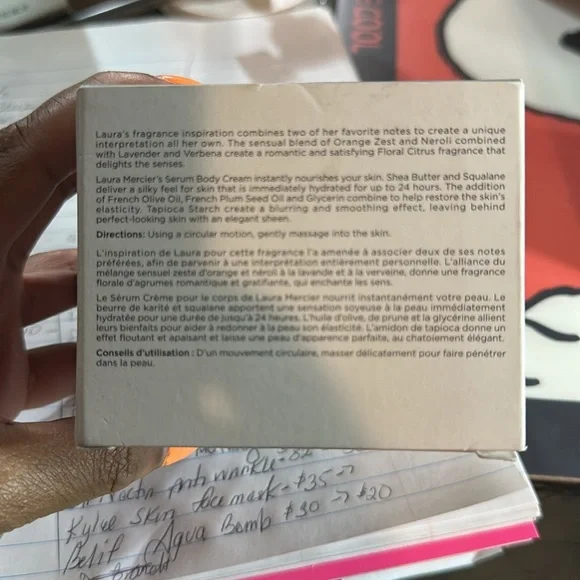 COOL
Laura's fragrance inspiration combines two of her favorite notes to create a unique
interpretation all her own. The sensual blend of Orange Zest and Neroli combined
with Lavender and Verbena create a romantic and satisfying Floral Citrus fragrance that
delights the senses.
Laura Mercier's Serum Body Cream instantly nourishes your skin. Shea Butter and Squalane
deliver a silky feel for skin that is immediately hydrated for up to 24 hours. The addition
of French Olive Oil, French Plum Seed Oil and Glycerin combine to help restore the skin's
elasticity. Tapioca Starch create a blurring and smoothing effect, leaving behind
perfect-looking skin with an elegant sheen.
Directions: Using a circular motion, gently massage into the skin.
L'inspiration de Laura pour cette fragrance l'a amenée à associer deux de ses notes
préférées, afin de parvenir à une interprétation entièrement personnelle. L'alliance du
mélange sensuel zeste d'orange et néroli à la lavande et à la verveine, donne une fragrance
florale d'agrumes romantique et gratifiante, qui enchante les sens.
Le Sérum Crème pour le corps de Laura Mercier nourrit instantanément votre peau. Le
beurre de karité et squalane apportent une sensation soyeuse à la peau immédiatement
hydratée pour une durée de jusqu'à 24 heures. L'huile d'olive, de prune et la glycérine allient
leurs bienfaits pour aider à redonner à la peau son élasticité. L'amidon de tapioca donne un
effet floutant et apaisant et laisse une peau d'apparence parfaite, au chatoiement élégant.
Conseils d'utilisation : D'un mouvement circulaire, masser délicatement pour faire pénétrer
dans la peau.
Anti wrinkle
Kylie Skin face mask - $35 →
Belif Aqua Bomb $30 → $20